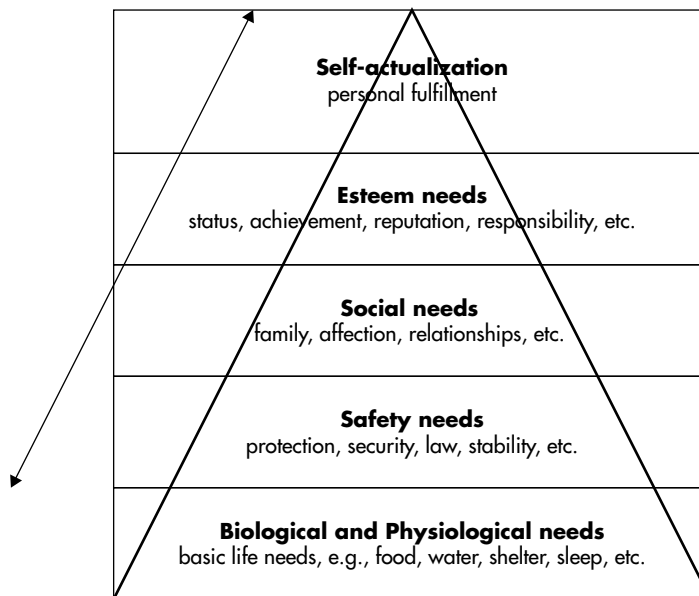 Self-actualization
personal fulfillment
Esteem needs
status, achievement, reputation, responsibility, etc.
Social needs
family, affection, relationships, etc.
Safety needs
protection, security, law, stability, etc.
Biological and Physiological needs
basic life needs, e.g., food, water, shelter, sleep, etc.